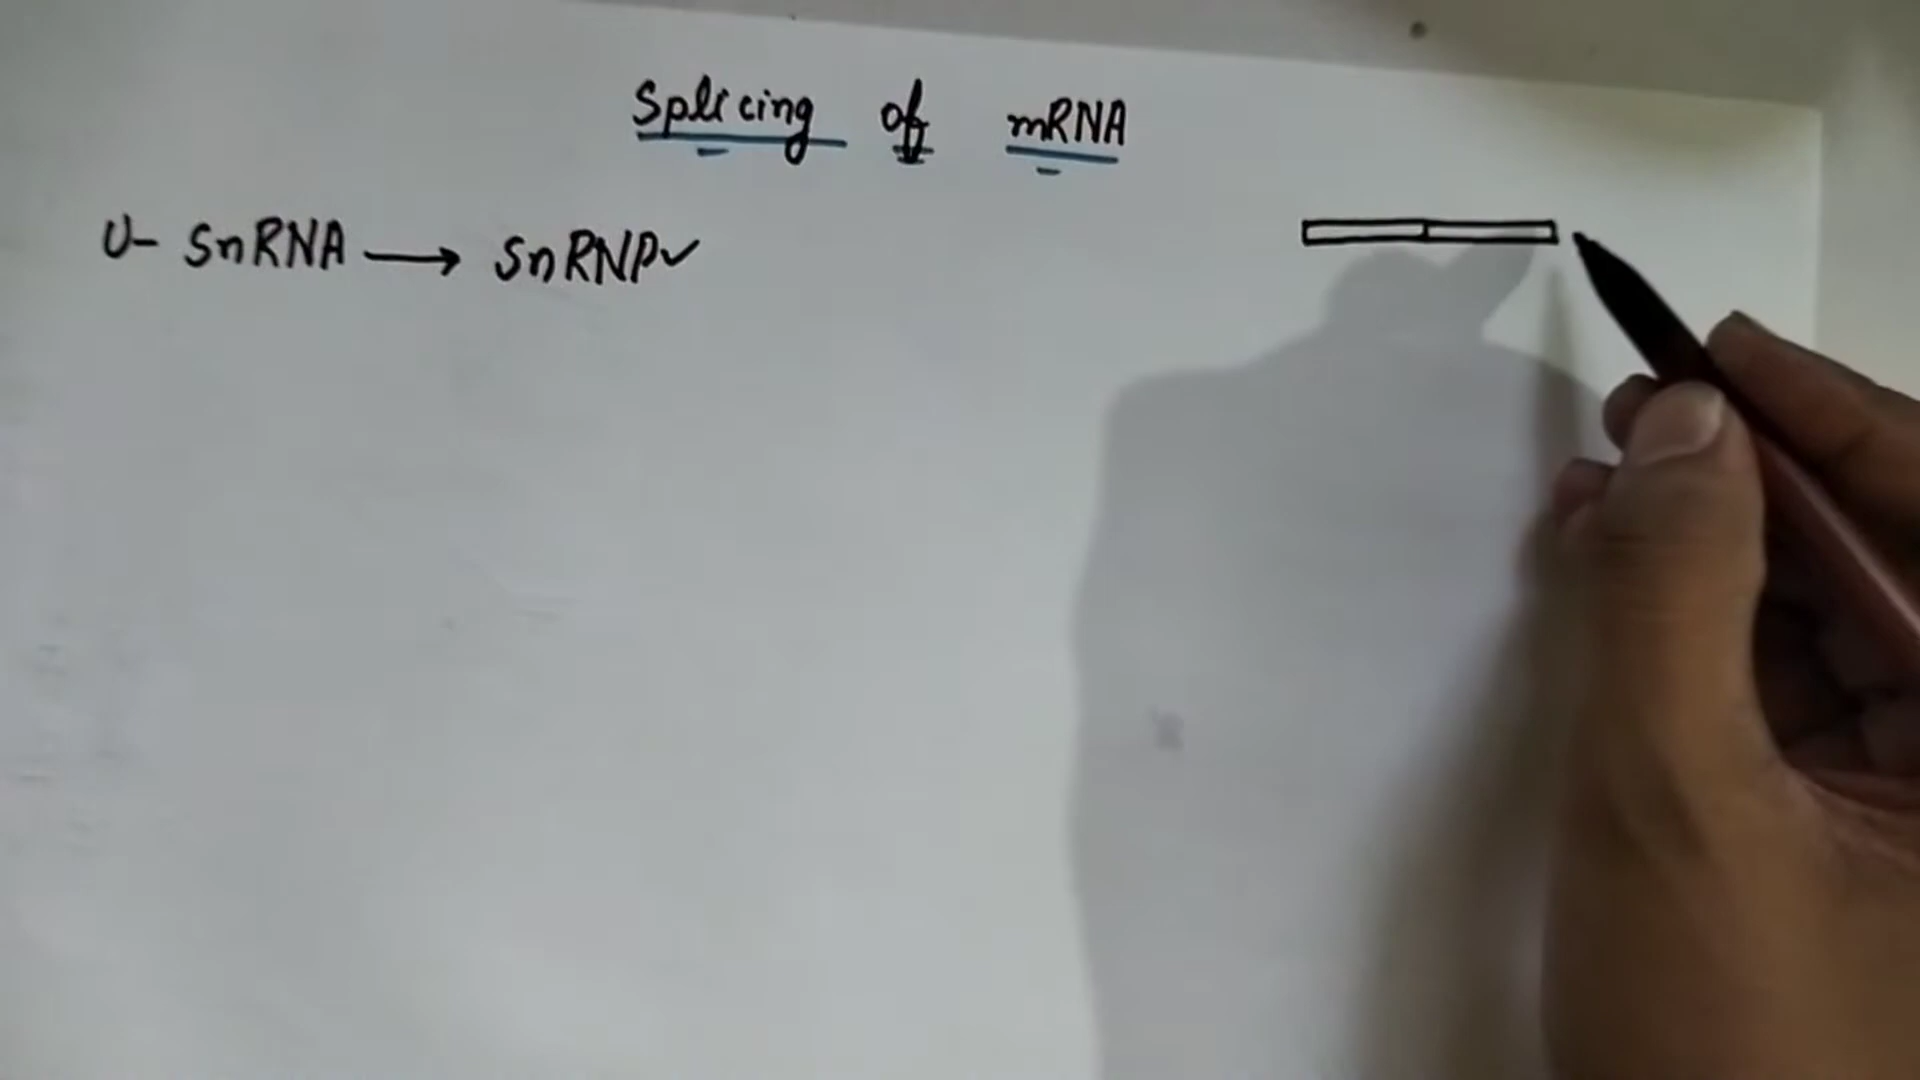 Splicing of mRNA
U- SnRNA → SnRNP✓